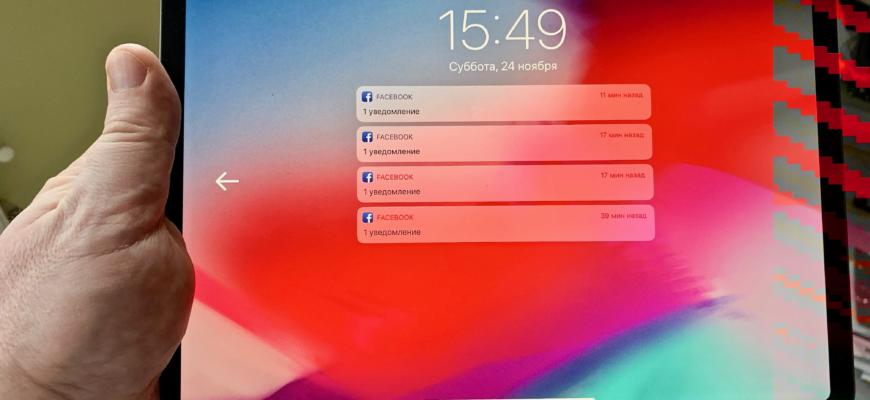 15:49
Суббота, 24 ноября
FACEBOOK 11 мин назад
1 уведомление
FACEBOOK 17 мин назад
1 уведомление
FACEBOOK 17 мин назад
1 уведомление
FACEBOOK 39 мин назад
1 уведомление